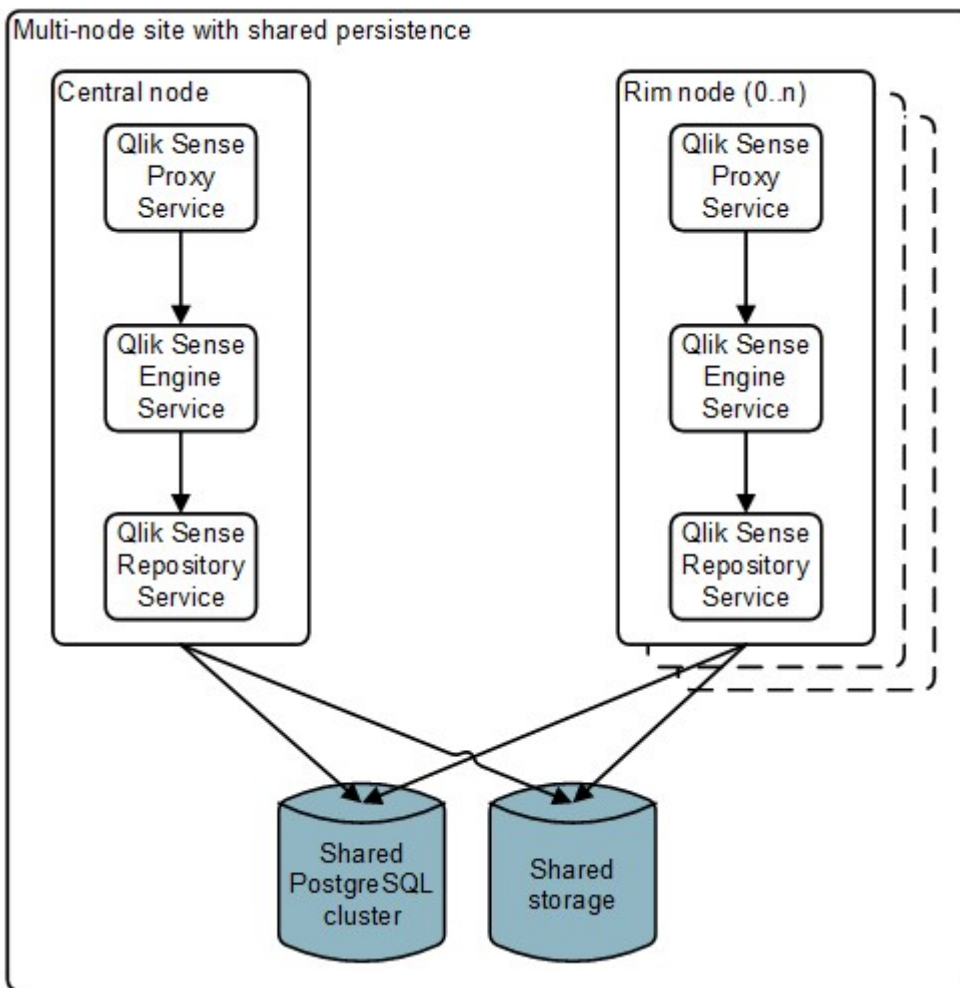 Multi-node site with shared persistence
Central node
Qlik Sense
Proxy
Service
Qlik Sense
Engine
Service
Qlik Sense
Repository
Service
Rim node (0..n)
Qlik Sense
Proxy
Service
Qlik Sense
Engine
Service
Qlik Sense
Repository
Service
Shared
PostgreSQL
cluster
Shared
storage